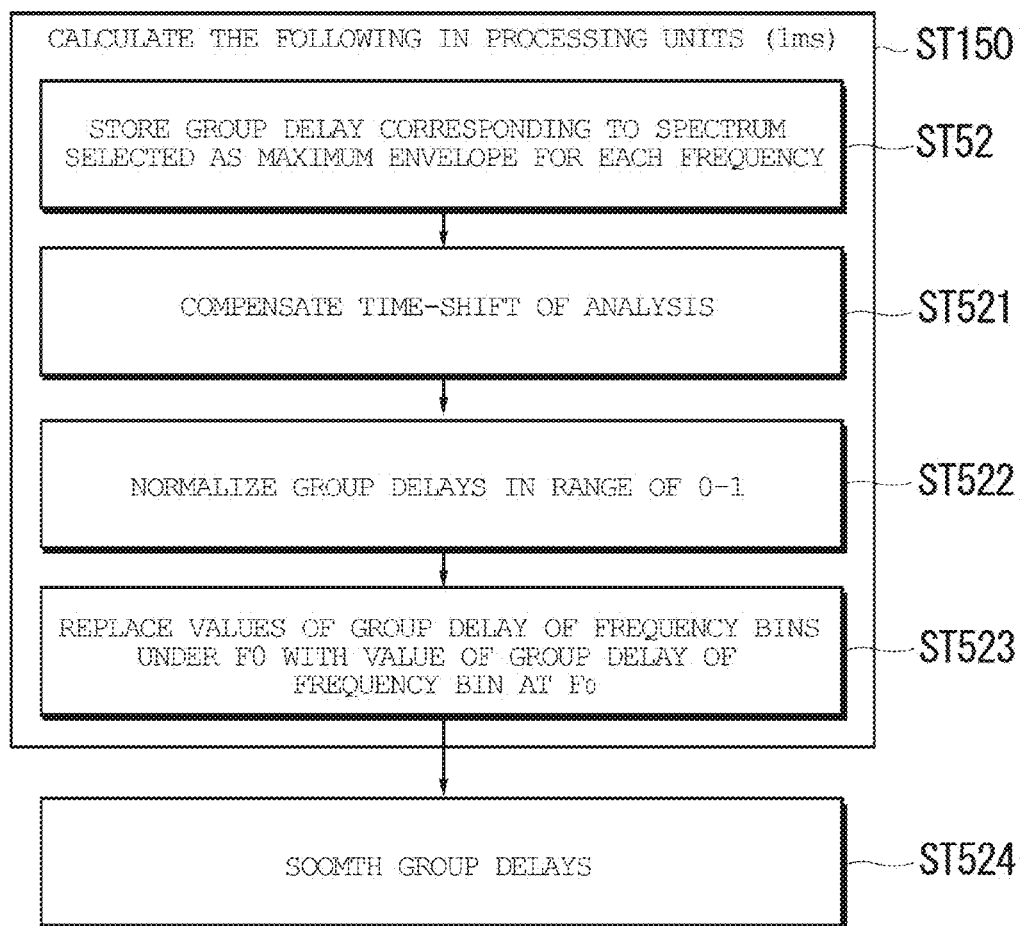 CALCULATE THE FOLLOWING IN PROCESSING UNITS (1ms)
ST150
STORE GROUP DELAY CORRESPONDING TO SPECTRUM
SELECTED AS MAXIMUM ENVELOPE FOR EACH FREQUENCY
ST52
COMPENSATE TIME-SHIFT OF ANALYSIS
ST521
NORMALIZE GROUP DELAYS IN RANGE OF 0-1
ST522
REPLACE VALUES OF GROUP DELAY OF FREQUENCY BINS
UNDER F0 WITH VALUE OF GROUP DELAY OF
FREQUENCY BIN AT F0
ST523
SOOMTH GROUP DELAYS
ST524